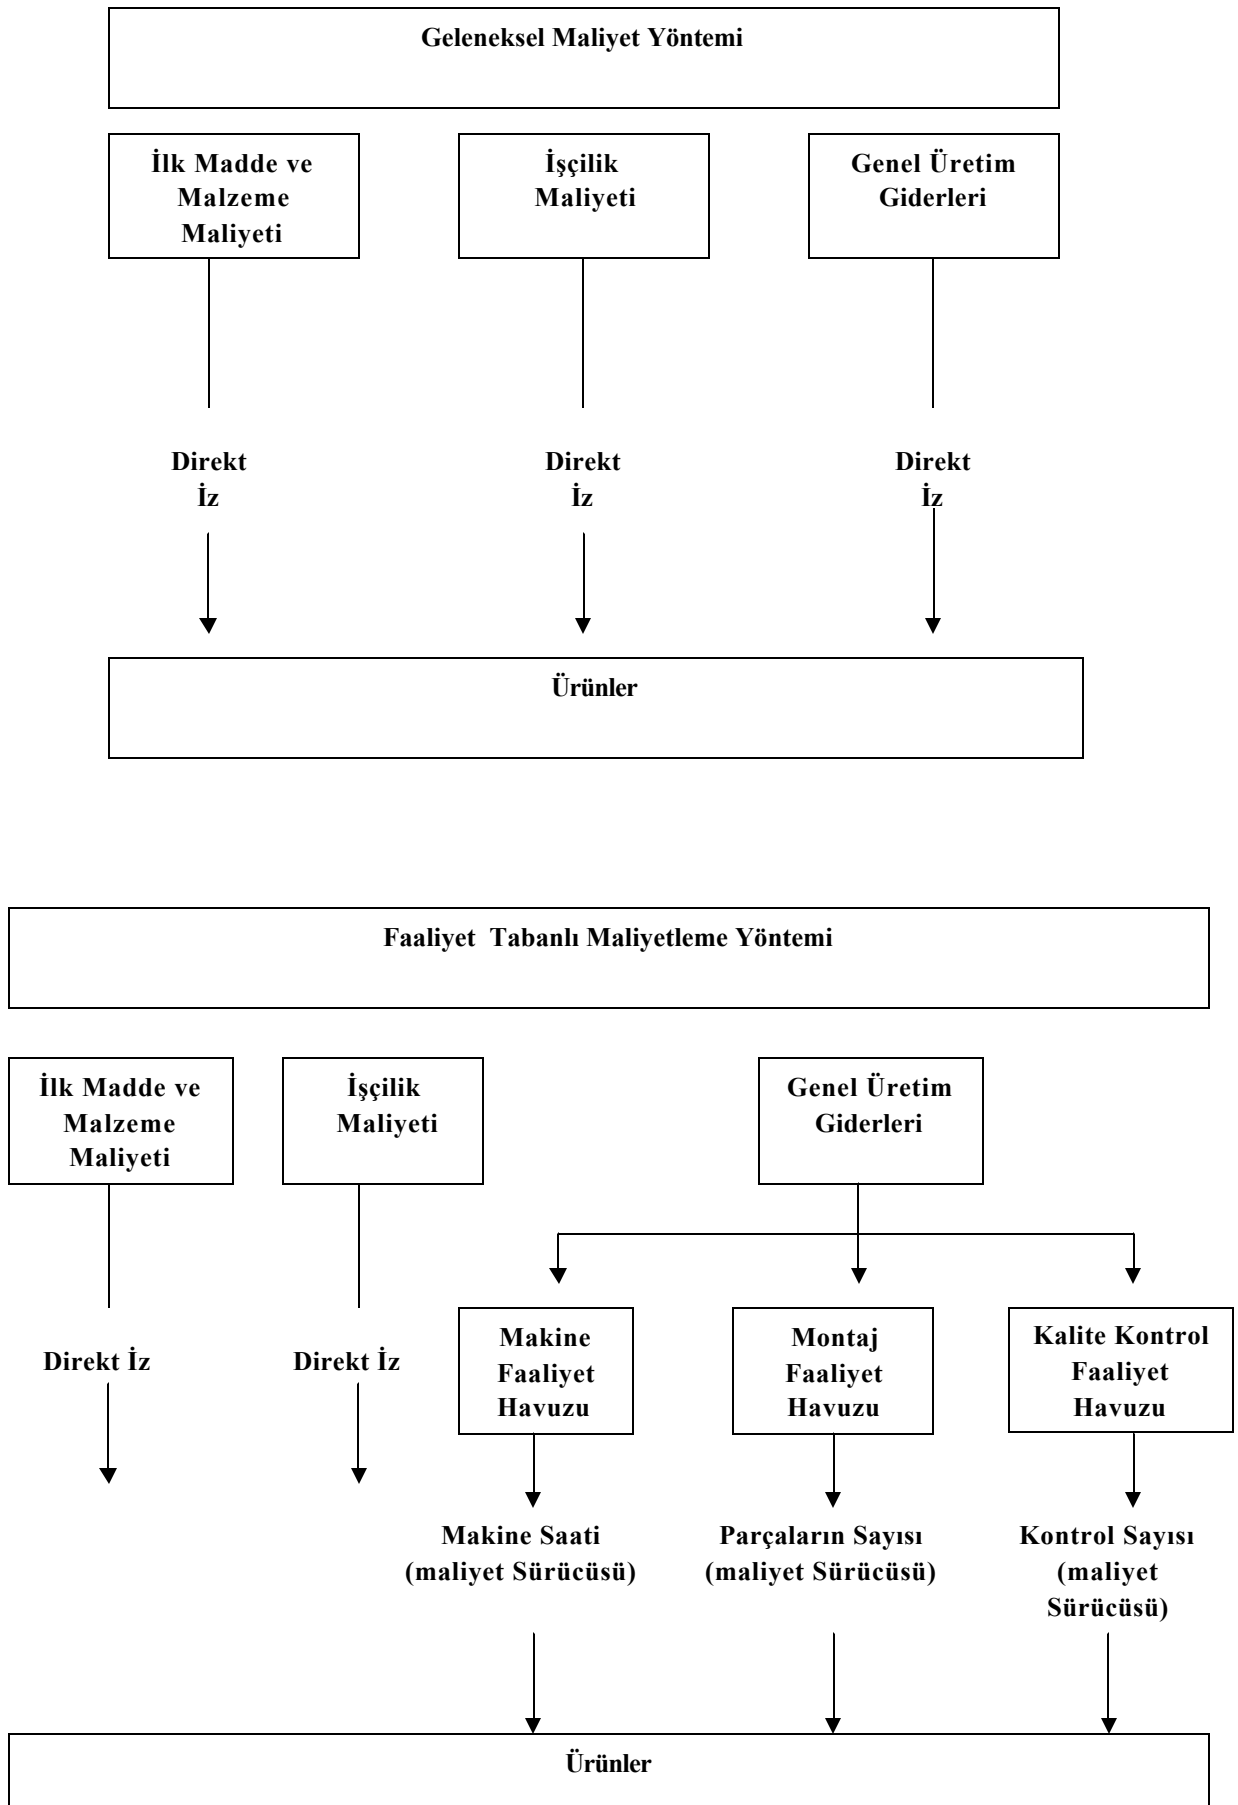 Geleneksel Maliyet Yöntemi
İlk Madde ve
Malzeme
Maliyeti
İşçilik
Maliyeti
Genel Üretim
Giderleri
Direkt
İz
Direkt
İz
Direkt
İz
Ürünler
Faaliyet Tabanlı Maliyetleme Yöntemi
İlk Madde ve
Malzeme
Maliyeti
İşçilik
Maliyeti
Genel Üretim
Giderleri
Direkt İz
Direkt İz
Makine
Faaliyet
Havuzu
Montaj
Faaliyet
Havuzu
Kalite Kontrol
Faaliyet
Havuzu
Makine Saati
(maliyet Sürücüsü)
Parçaların Sayısı
(maliyet Sürücüsü)
Kontrol Sayısı
(maliyet
Sürücüsü)
Ürünler